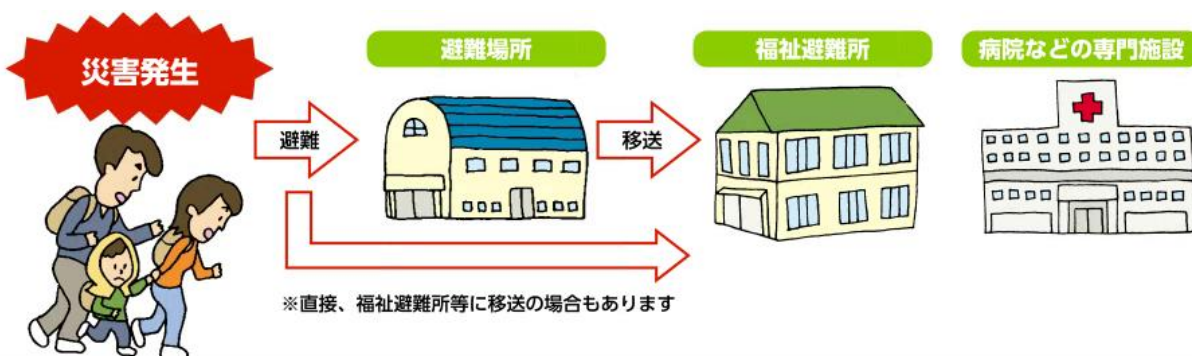 災害発生
避難場所
福祉避難所
病院などの専門施設
避難
移送
※直接、福祉避難所等に移送の場合もあります